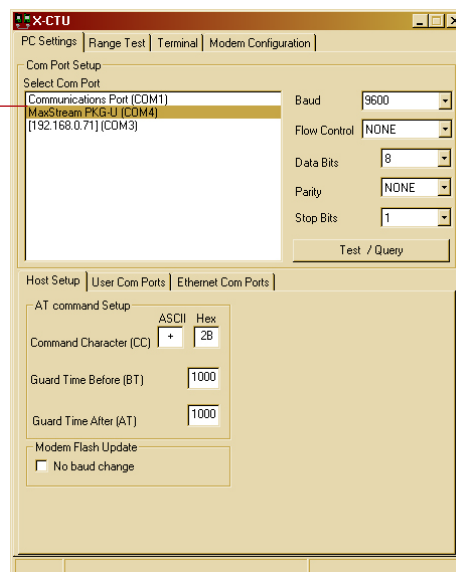 X-CTU
PC Settings Range Test Terminal Modem Configuration
Com Port Setup
Select Com Port
Communications Port (COM1)
MaxStream PKG-U (COM4)
[192.168.0.71] (COM3)
Baud 9600
Flow Control NONE
Data Bits 8
Parity NONE
Stop Bits 1
Test / Query
Host Setup User Com Ports Ethernet Com Ports
AT command Setup
ASCII Hex
Command Character (CC) + 2B
Guard Time Before (BT) 1000
Guard Time After (AT) 1000
Modem Flash Update
No baud change